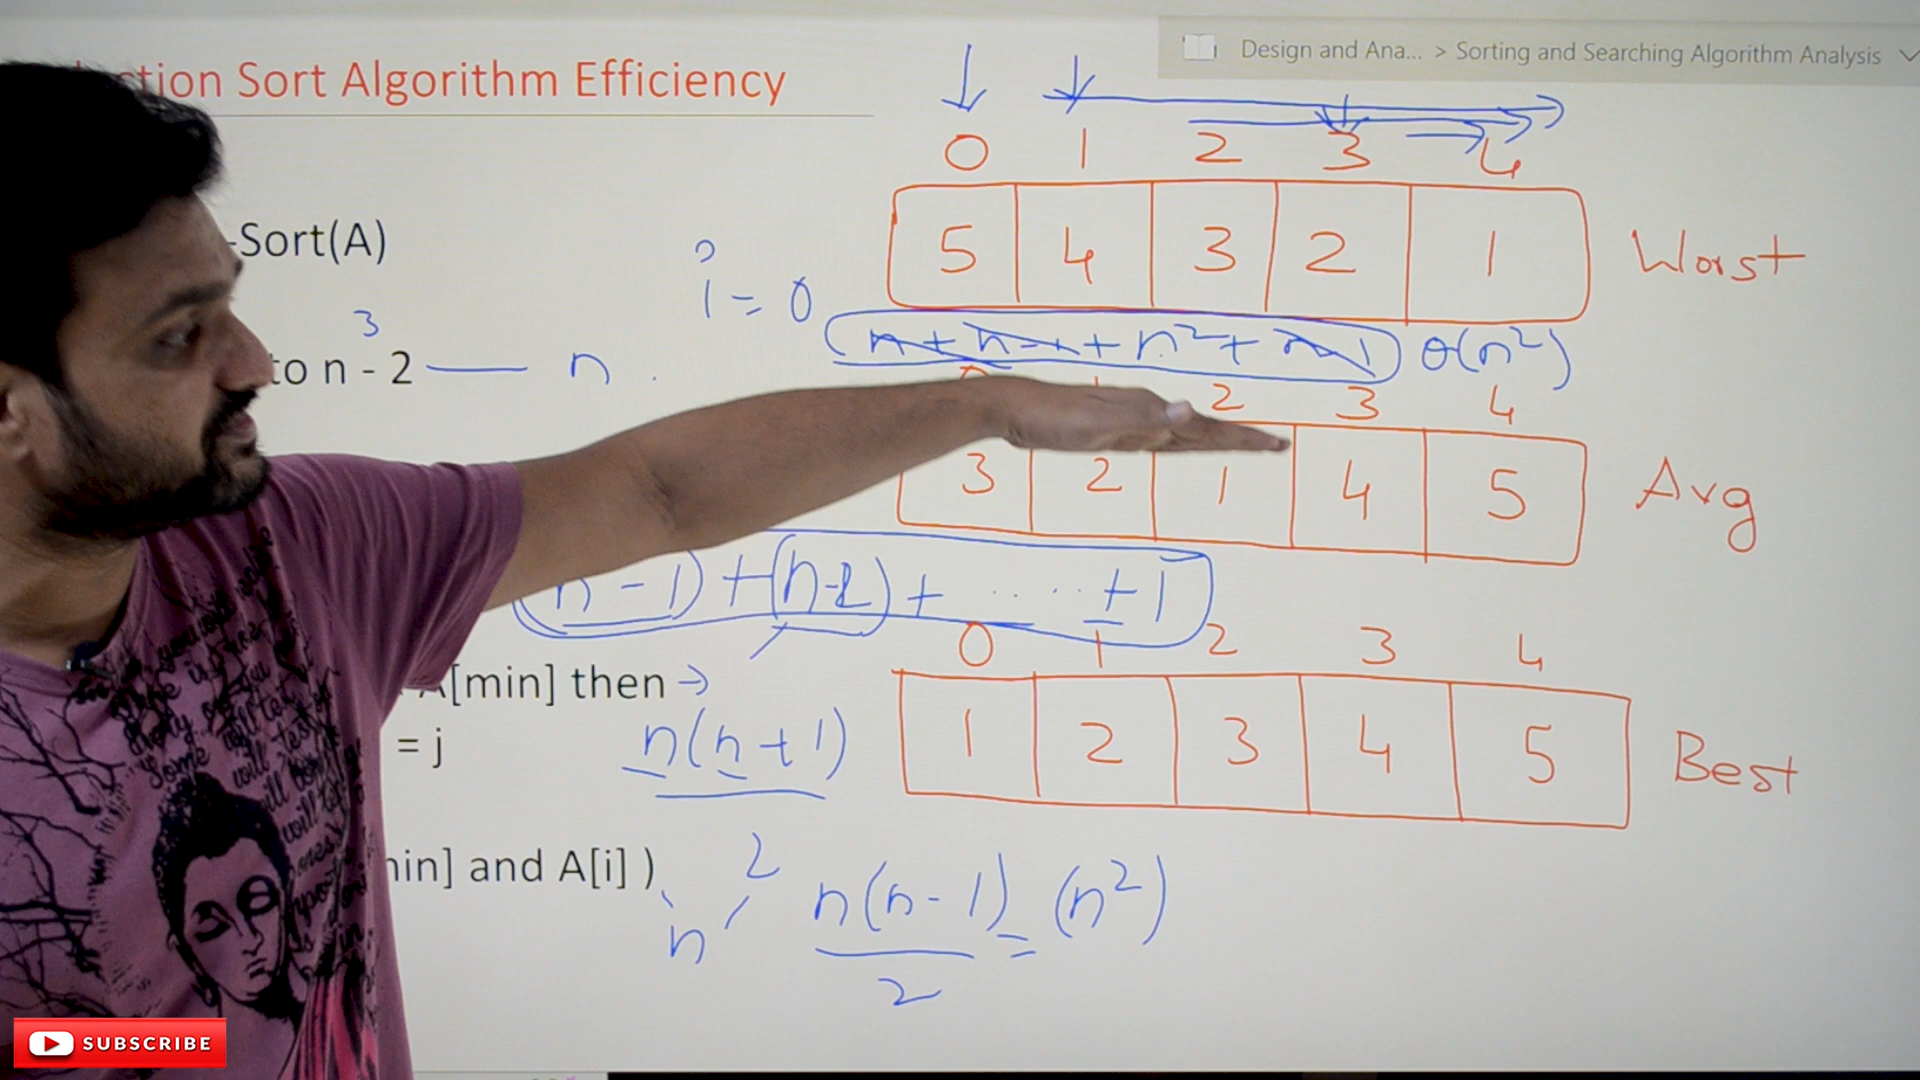 Design and Ana... > Sorting and Searching Algorithm Analysis
Sort Algorithm Efficiency
0 1 2 3 4
-Sort(A)
5 4 3 2 1 Worst
i = 0
3
to n - 2 n
n + n-1 + n² + n-1 θ(n²)
2 3 4
3 2 1 4 5 Avg
n - 1) + (n-2) + .... + 1
0 1 2 3 4
A[min] then →
= j
n(n+1)
2
1 2 3 4 5 Best
min] and A[i] )
n
n(n-1) = (n²)
2
SUBSCRIBE